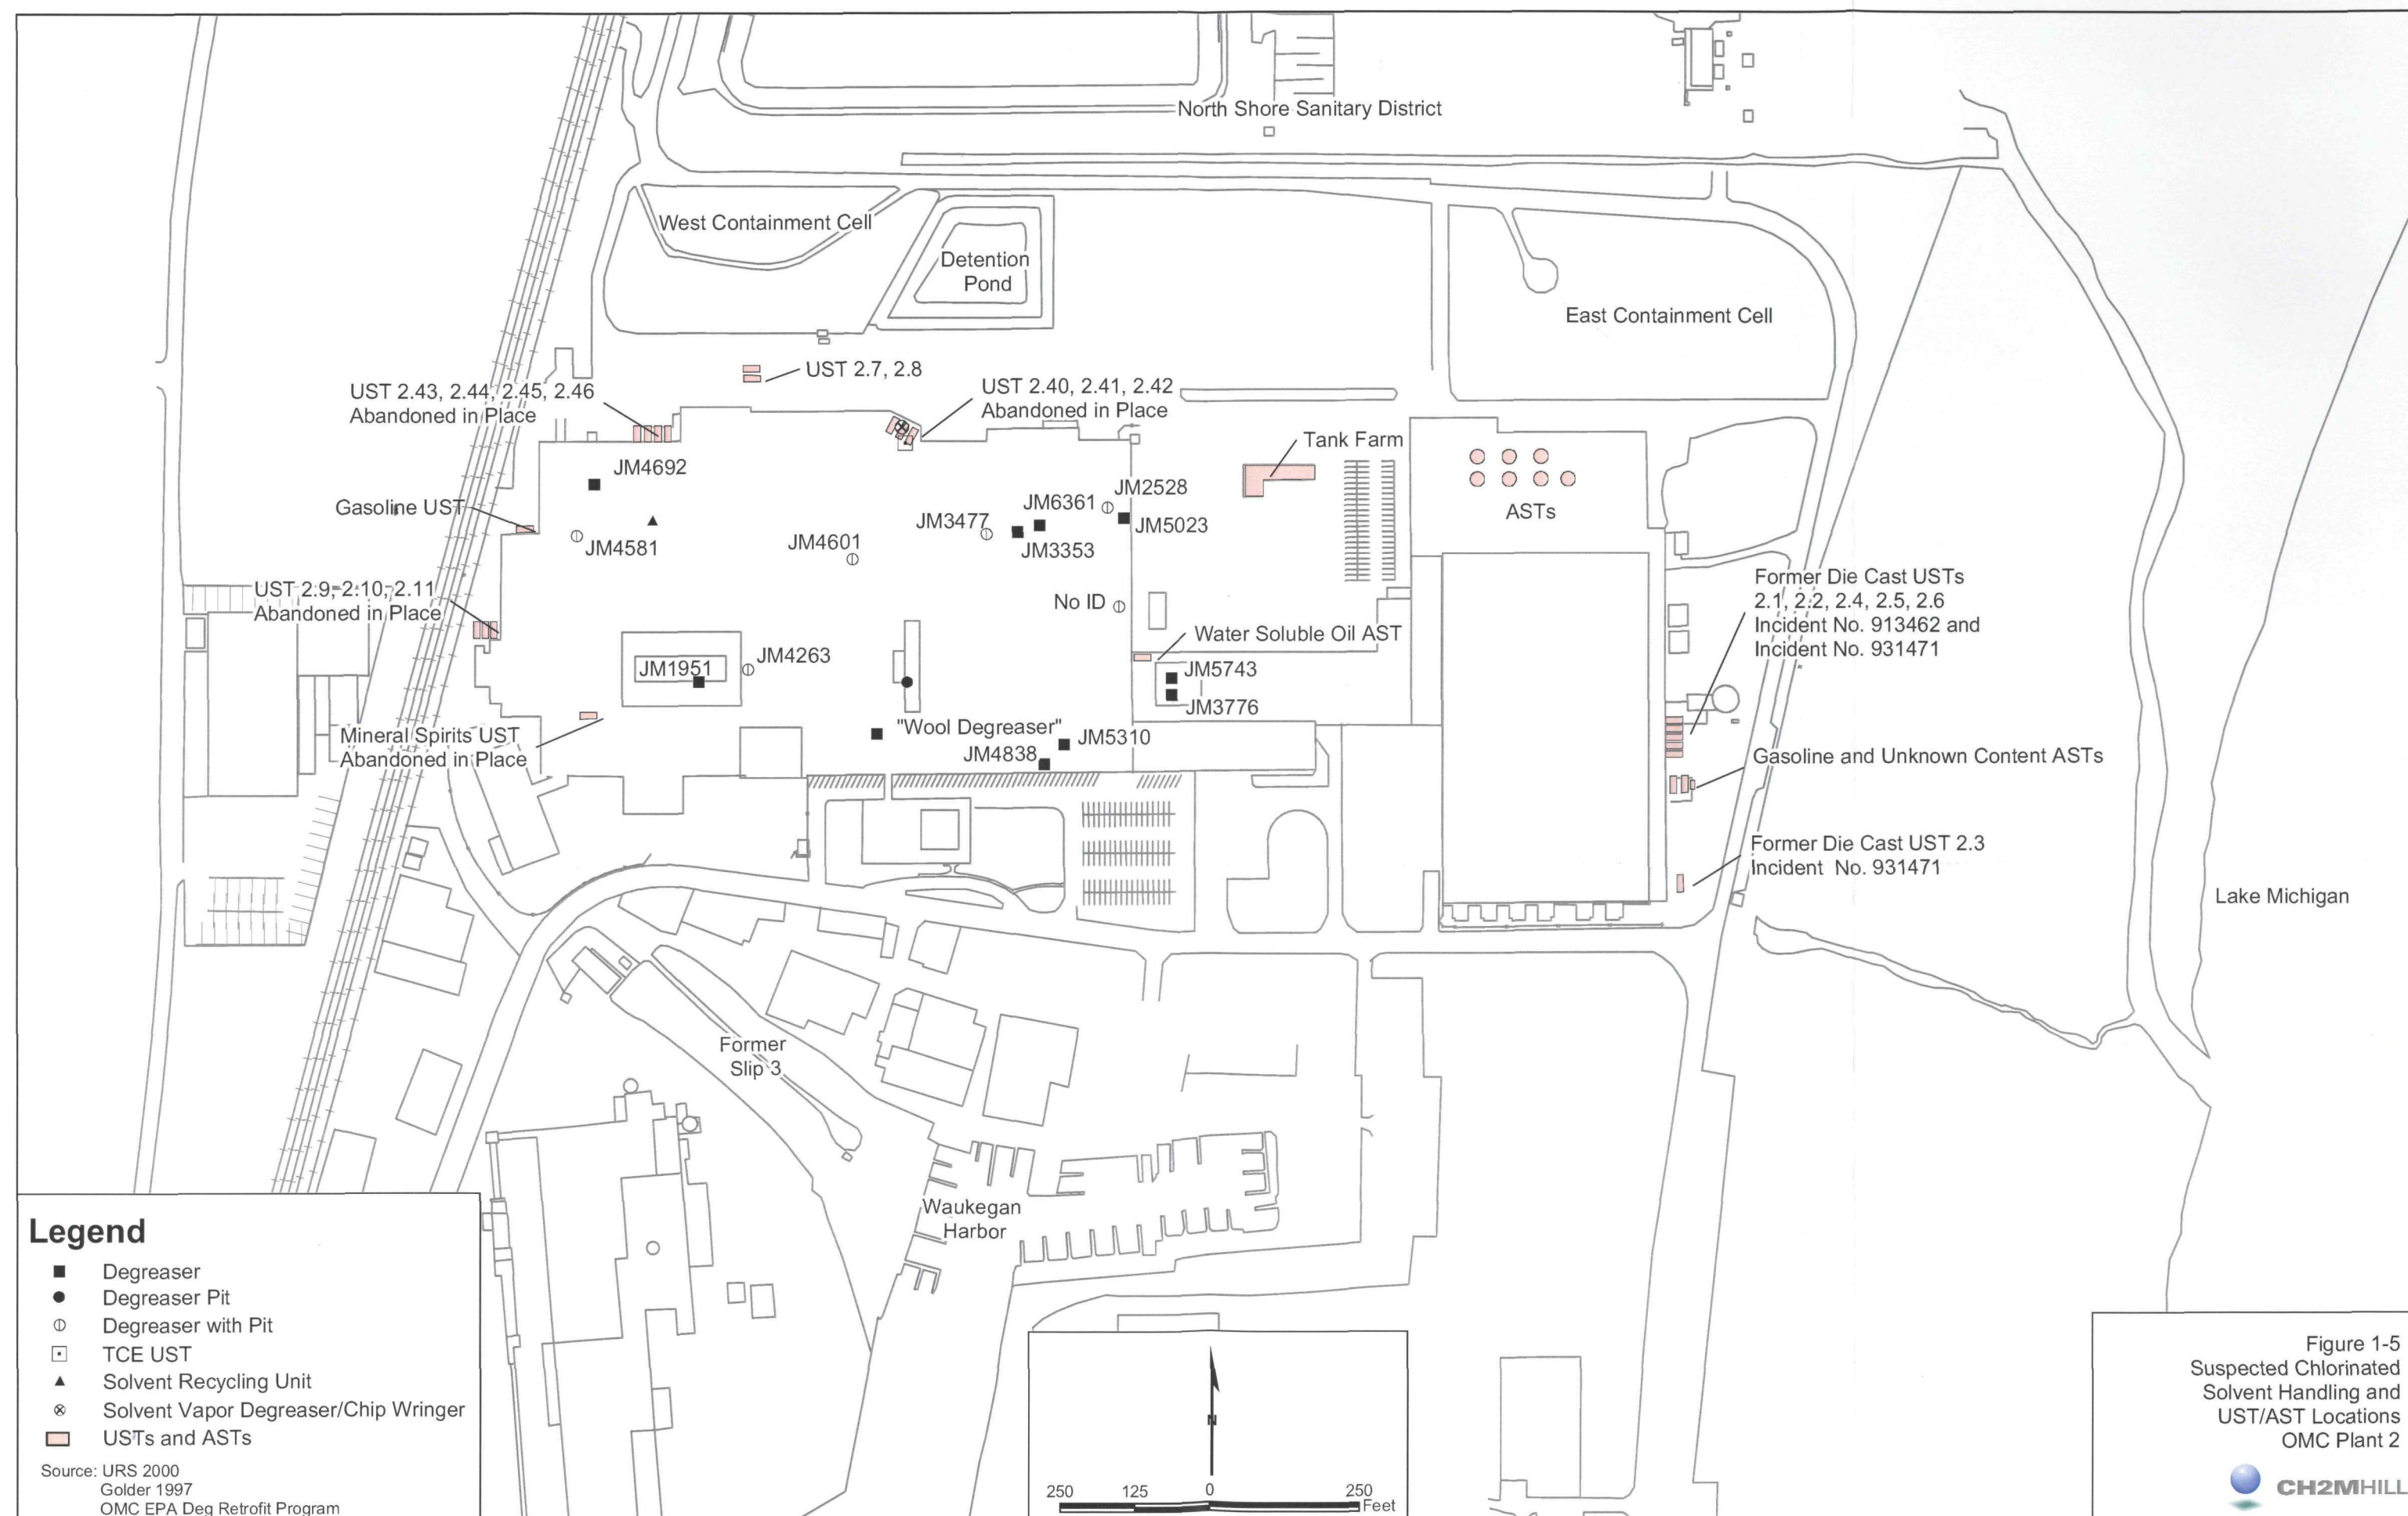 North Shore Sanitary District
West Containment Cell
Detention
Pond
East Containment Cell
UST 2.7, 2.8
UST 2.43, 2.44, 2.45, 2.46
Abandoned in Place
UST 2.40, 2.41, 2.42
Abandoned in Place
Tank Farm
JM4692
JM2528
JM6361
Gasoline UST
ASTs
JM3477
JM5023
JM4581
JM4601
JM3353
Former Die Cast USTs
2.1, 2.2, 2.4, 2.5, 2.6
Incident No. 913462 and
Incident No. 931471
UST 2.9, 2.10, 2.11
Abandoned in Place
No ID
Water Soluble Oil AST
JM1951
JM4263
JM5743
JM3776
"Wool Degreaser"
Mineral Spirits UST
Abandoned in Place
JM5310
JM4838
Gasoline and Unknown Content ASTs
Former Die Cast UST 2.3
Incident No. 931471
Lake Michigan
Former
Slip 3
Waukegan
Harbor
Legend
Degreaser
Degreaser Pit
Degreaser with Pit
TCE UST
Solvent Recycling Unit
Solvent Vapor Degreaser/Chip Wringer
USTs and ASTs
Source: URS 2000
Golder 1997
OMC EPA Deg Retrofit Program
N
250 125 0 250
Feet
Figure 1-5
Suspected Chlorinated
Solvent Handling and
UST/AST Locations
OMC Plant 2
CH2MHILL